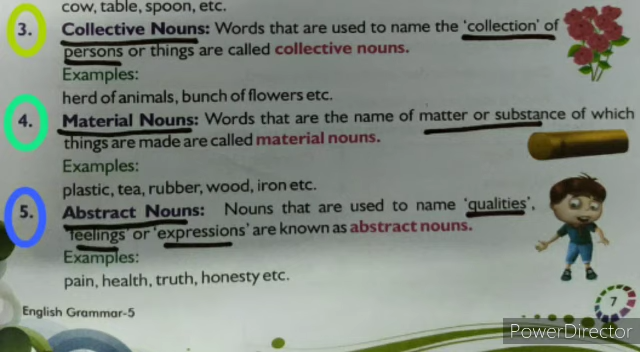 cow, table, spoon, etc.
3. Collective Nouns: Words that are used to name the 'collection' of
persons or things are called collective nouns.
Examples:
herd of animals, bunch of flowers etc.
4. Material Nouns: Words that are the name of matter or substance of which
things are made are called material nouns.
Examples:
plastic, tea, rubber, wood, iron etc.
5. Abstract Nouns: Nouns that are used to name 'qualities',
'feelings' or 'expressions' are known as abstract nouns.
Examples:
pain, health, truth, honesty etc.
English Grammar-5
7
PowerDirector